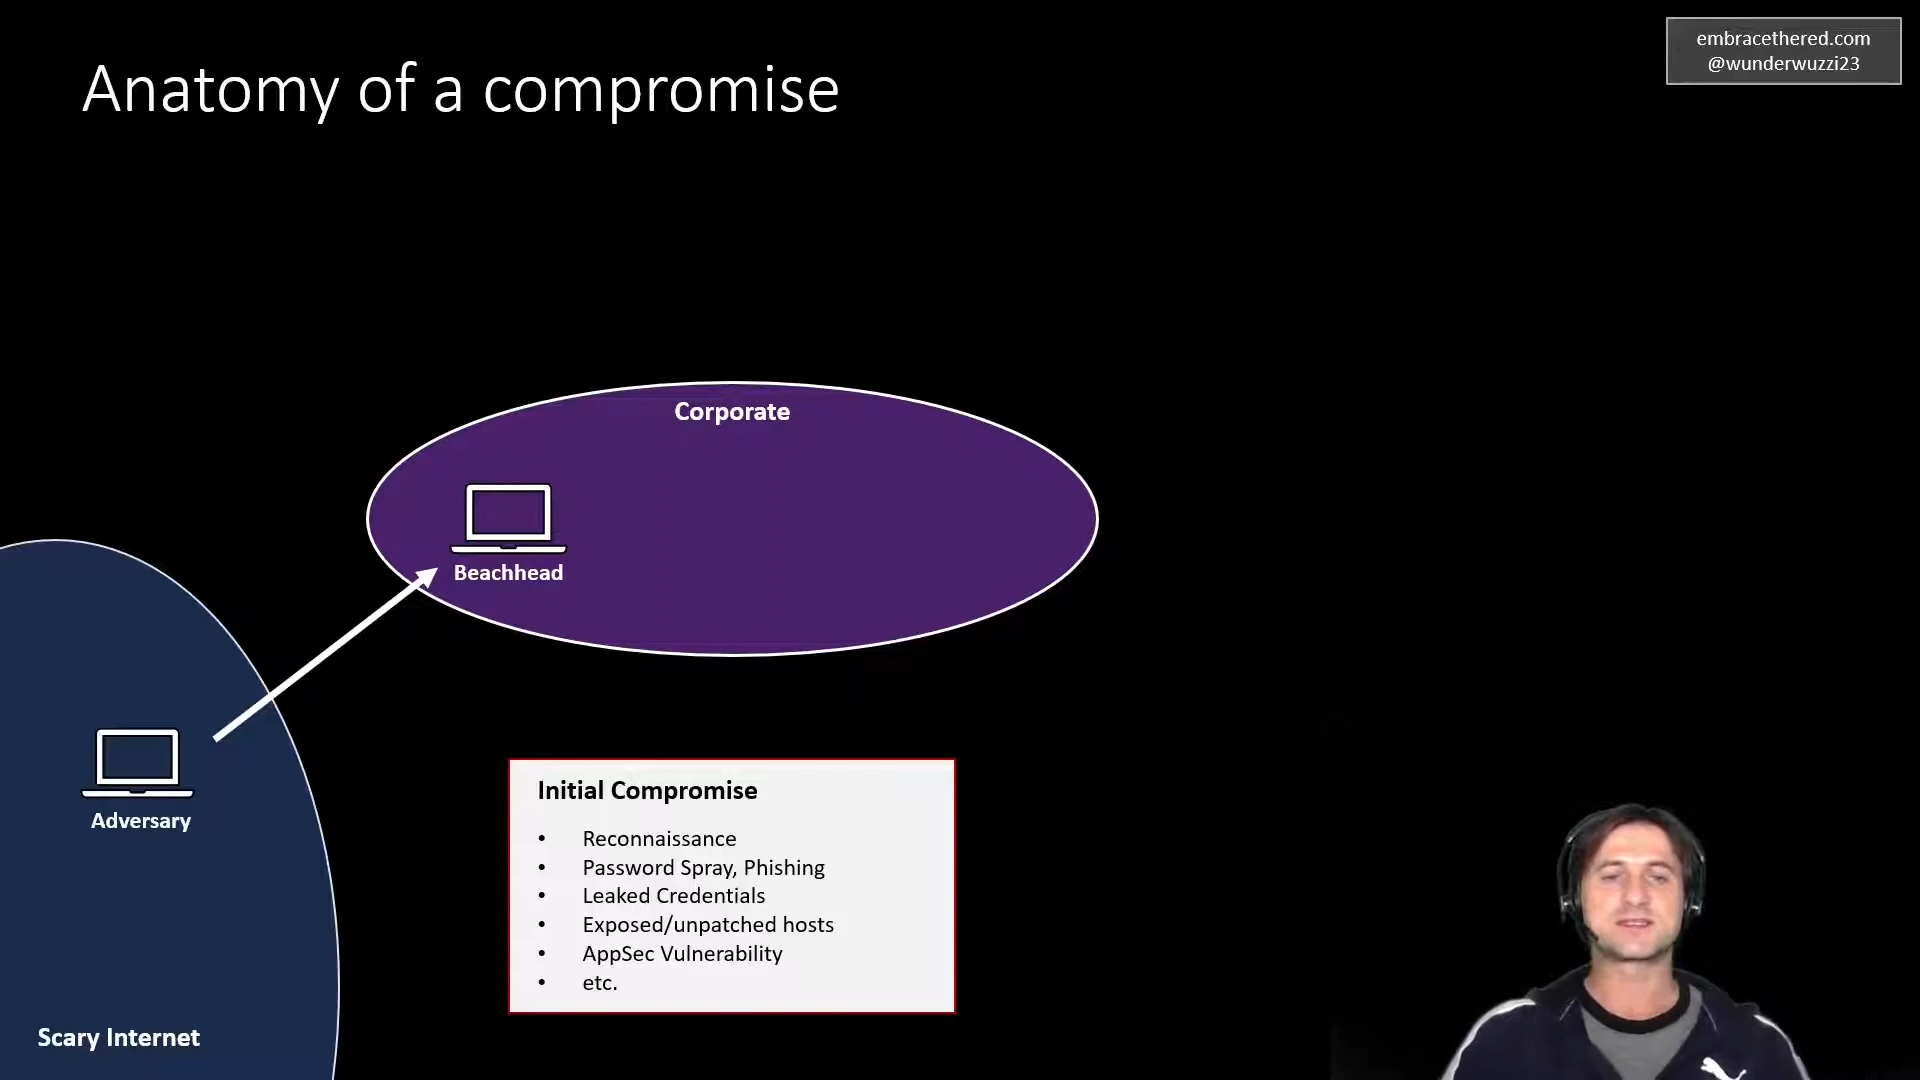 Anatomy of a compromise
embracethered.com
@wunderwuzzi23
Corporate
Beachhead
Adversary
Scary Internet
Initial Compromise
• Reconnaissance
• Password Spray, Phishing
• Leaked Credentials
• Exposed/unpatched hosts
• AppSec Vulnerability
• etc.